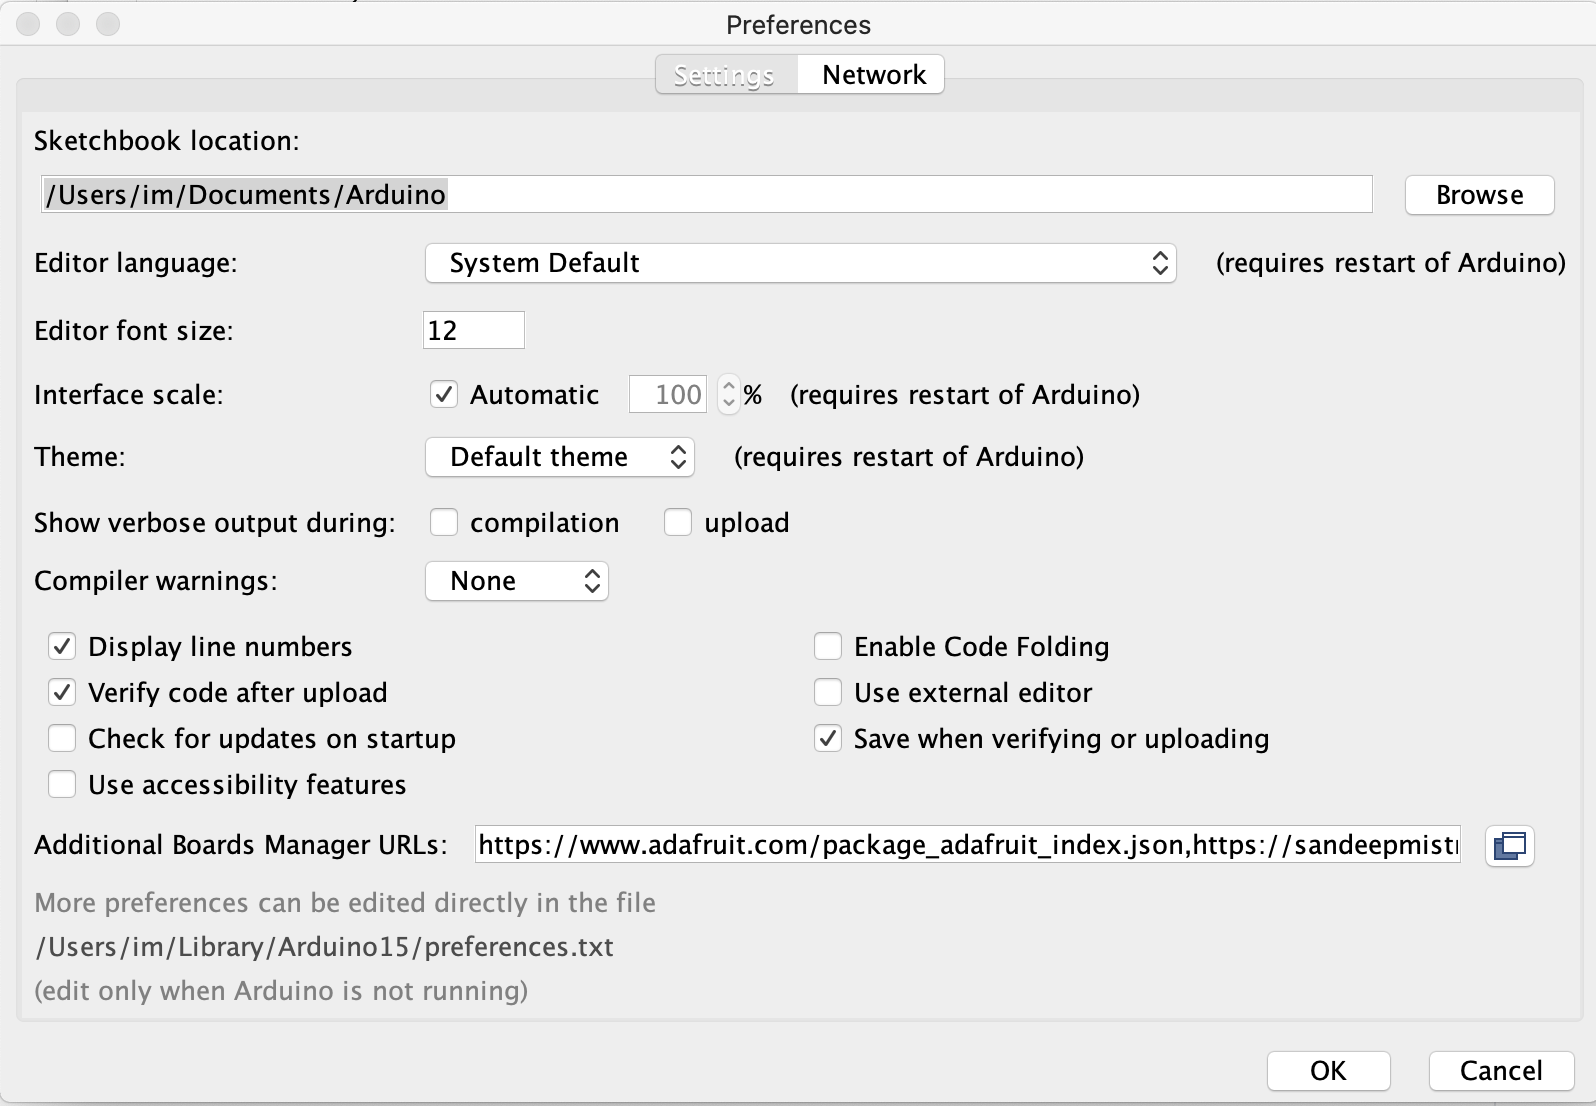 Preferences
Settings Network
Sketchbook location:
/Users/im/Documents/Arduino Browse
Editor language: System Default (requires restart of Arduino)
Editor font size: 12
Interface scale: Automatic 100 % (requires restart of Arduino)
Theme: Default theme (requires restart of Arduino)
Show verbose output during: compilation upload
Compiler warnings: None
Display line numbers Enable Code Folding
Verify code after upload Use external editor
Check for updates on startup Save when verifying or uploading
Use accessibility features
Additional Boards Manager URLs: https://www.adafruit.com/package_adafruit_index.json,https://sandeepmist
More preferences can be edited directly in the file
/Users/im/Library/Arduino15/preferences.txt
(edit only when Arduino is not running)
OK Cancel